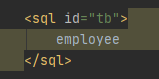 <sql id="tb">
employee
</sql>